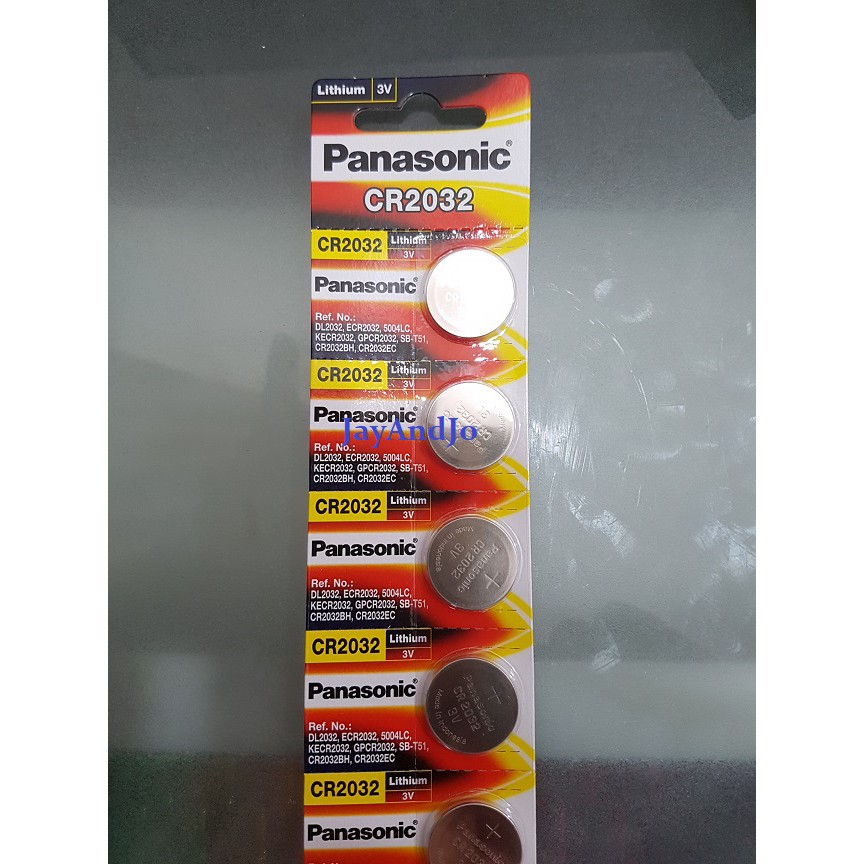 Lithium 3V
Panasonic®
CR2032
CR2032 Lithium 3V
Panasonic
CR
Ref. No.:
DL2032, ECR2032, 5004LC,
KECR2032, GPCR2032, SB-T51,
CR2032BH, CR2032EC
CR2032 Lithium 3V
Panasonic
CR2032
JayAndJo
Ref. No.:
DL2032, ECR2032, 5004LC,
KECR2032, GPCR2032, SB-T51,
CR2032BH, CR2032EC
CR2032 Lithium 3V
Panasonic
+
Panasonic
CR2032
3V
Made in Indonesia
Ref. No.:
DL2032, ECR2032, 5004LC,
KECR2032, GPCR2032, SB-T51,
CR2032BH, CR2032EC
CR2032 Lithium 3V
Panasonic
Panasonic
CR2032
3V
Made in Indonesia
Ref. No.:
DL2032, ECR2032, 5004LC,
KECR2032, GPCR2032, SB-T51,
CR2032BH, CR2032EC
CR2032 Lithium 3V
Panasonic
+
Panasonic
CR2032